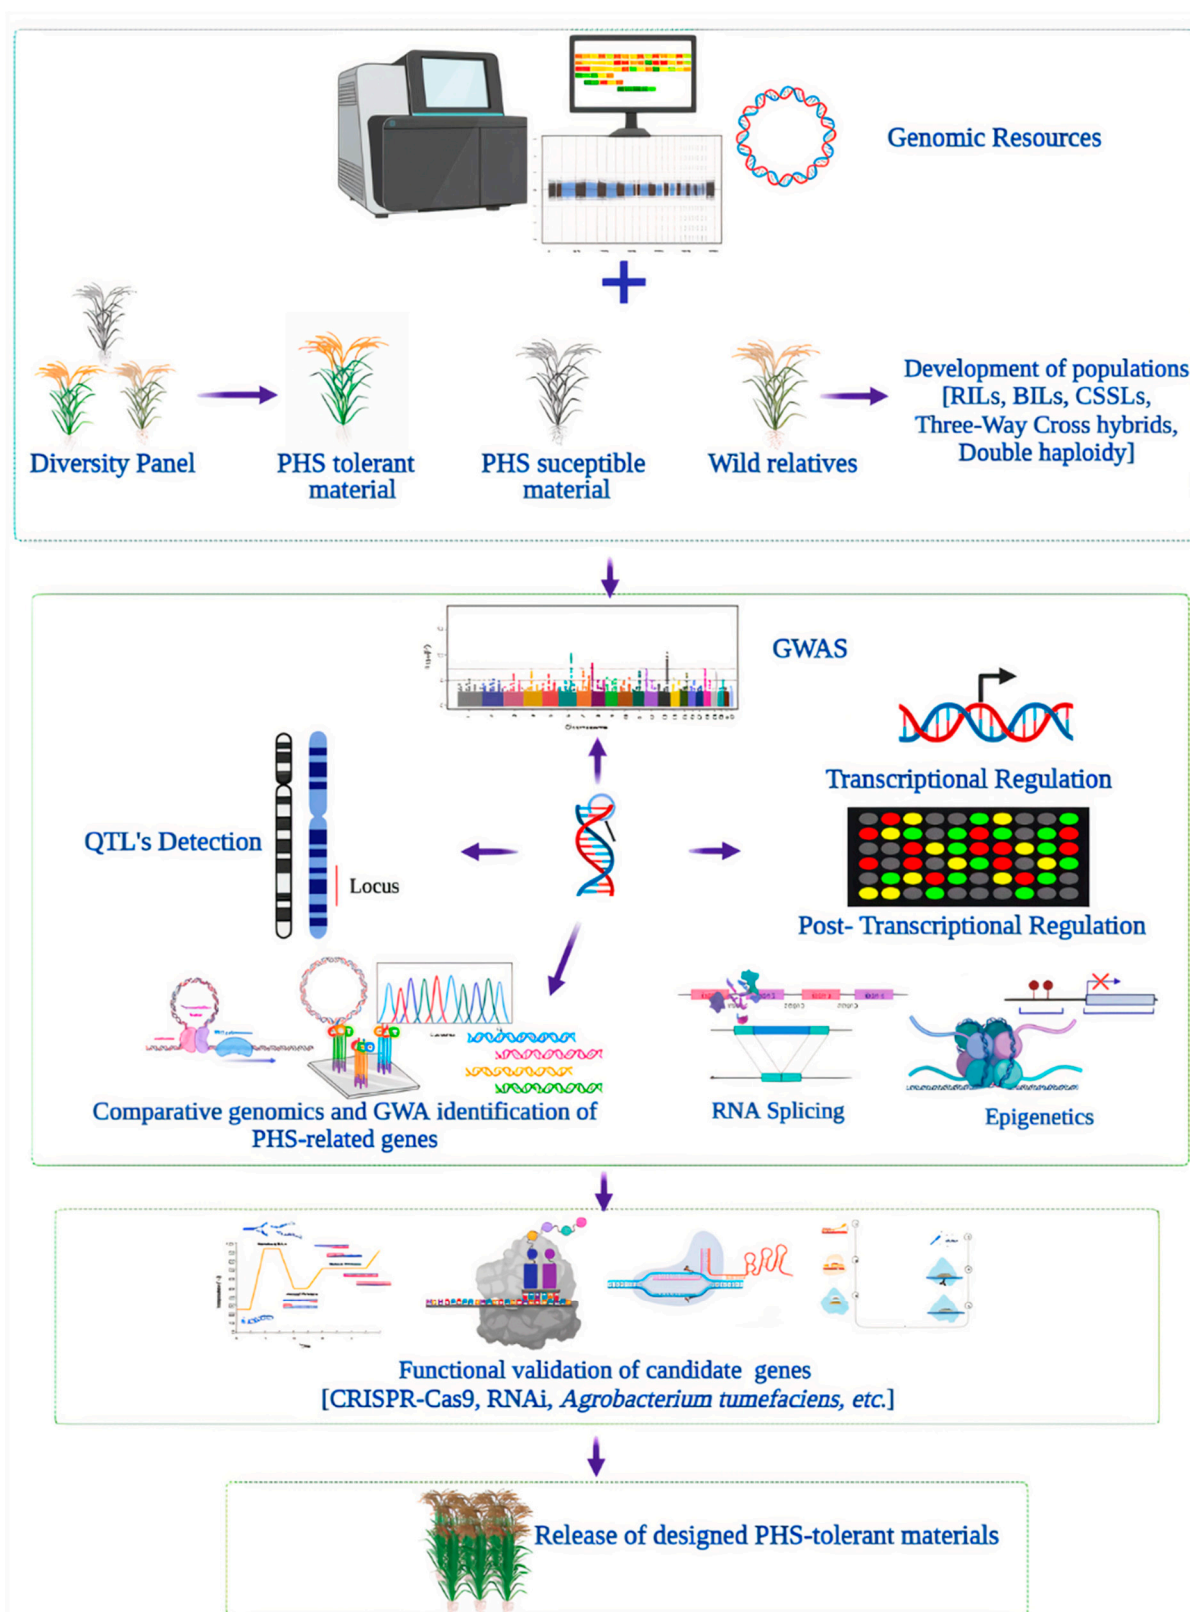 Genomic Resources
Diversity Panel
PHS tolerant
material
PHS suceptible
material
Wild relatives
Development of populations
[RILs, BILs, CSSLs,
Three-Way Cross hybrids,
Double haploidy]
GWAS
Chromosome
Transcriptional Regulation
QTL's Detection
Locus
Post- Transcriptional Regulation
Comparative genomics and GWA identification of
PHS-related genes
RNA Splicing
Epigenetics
Functional validation of candidate genes
[CRISPR-Cas9, RNAi, Agrobacterium tumefaciens, etc.]
Release of designed PHS-tolerant materials